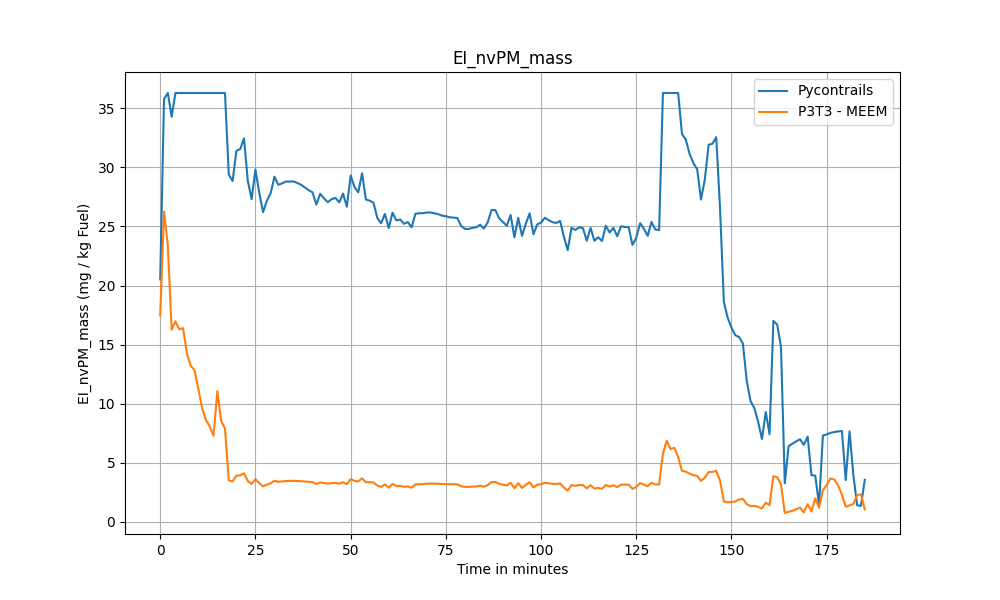 EI_nvPM_mass
Pycontrails
P3T3 - MEEM
EI_nvPM_mass (mg / kg Fuel)
35
30
25
20
15
10
5
0
0 25 50 75 100 125 150 175
Time in minutes